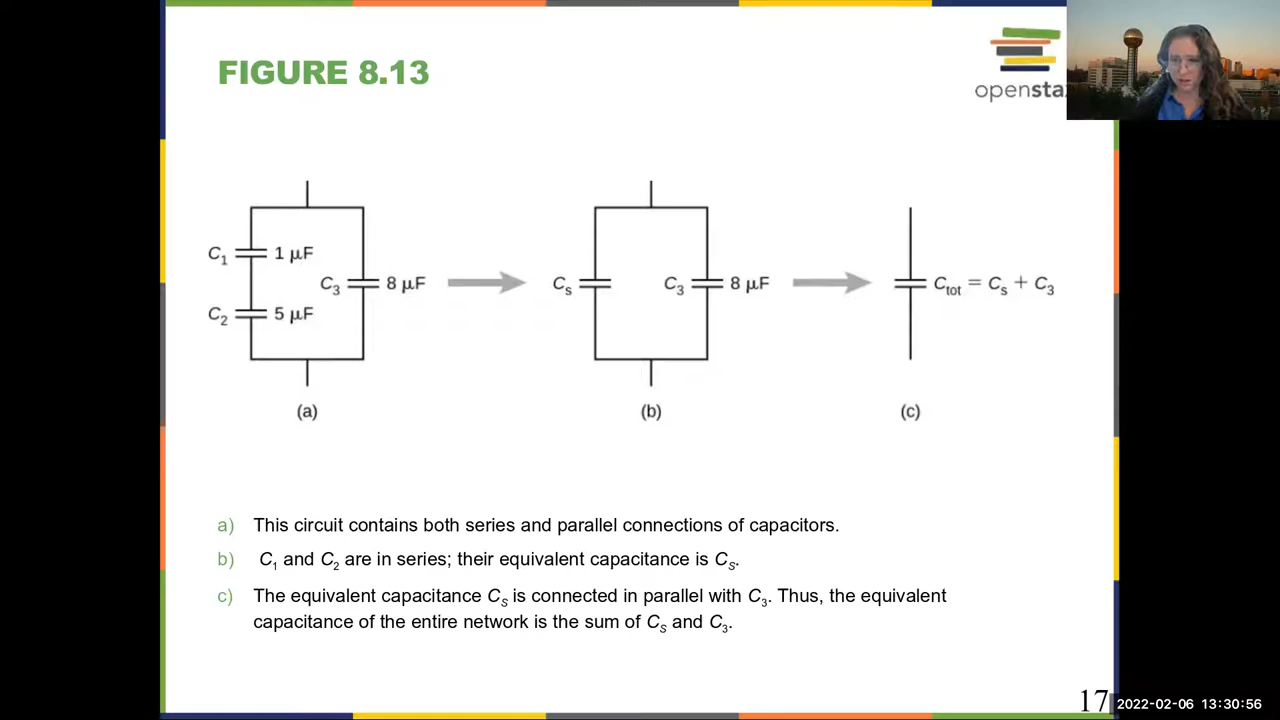 FIGURE 8.13
opensta
C1 1 μF
C3 8 μF
C2 5 μF
Cs C3 8 μF
Ctot = Cs + C3
(a) (b) (c)
a) This circuit contains both series and parallel connections of capacitors.
b) C1 and C2 are in series; their equivalent capacitance is CS.
c) The equivalent capacitance CS is connected in parallel with C3. Thus, the equivalent
capacitance of the entire network is the sum of CS and C3.
17
2022-02-06 13:30:56